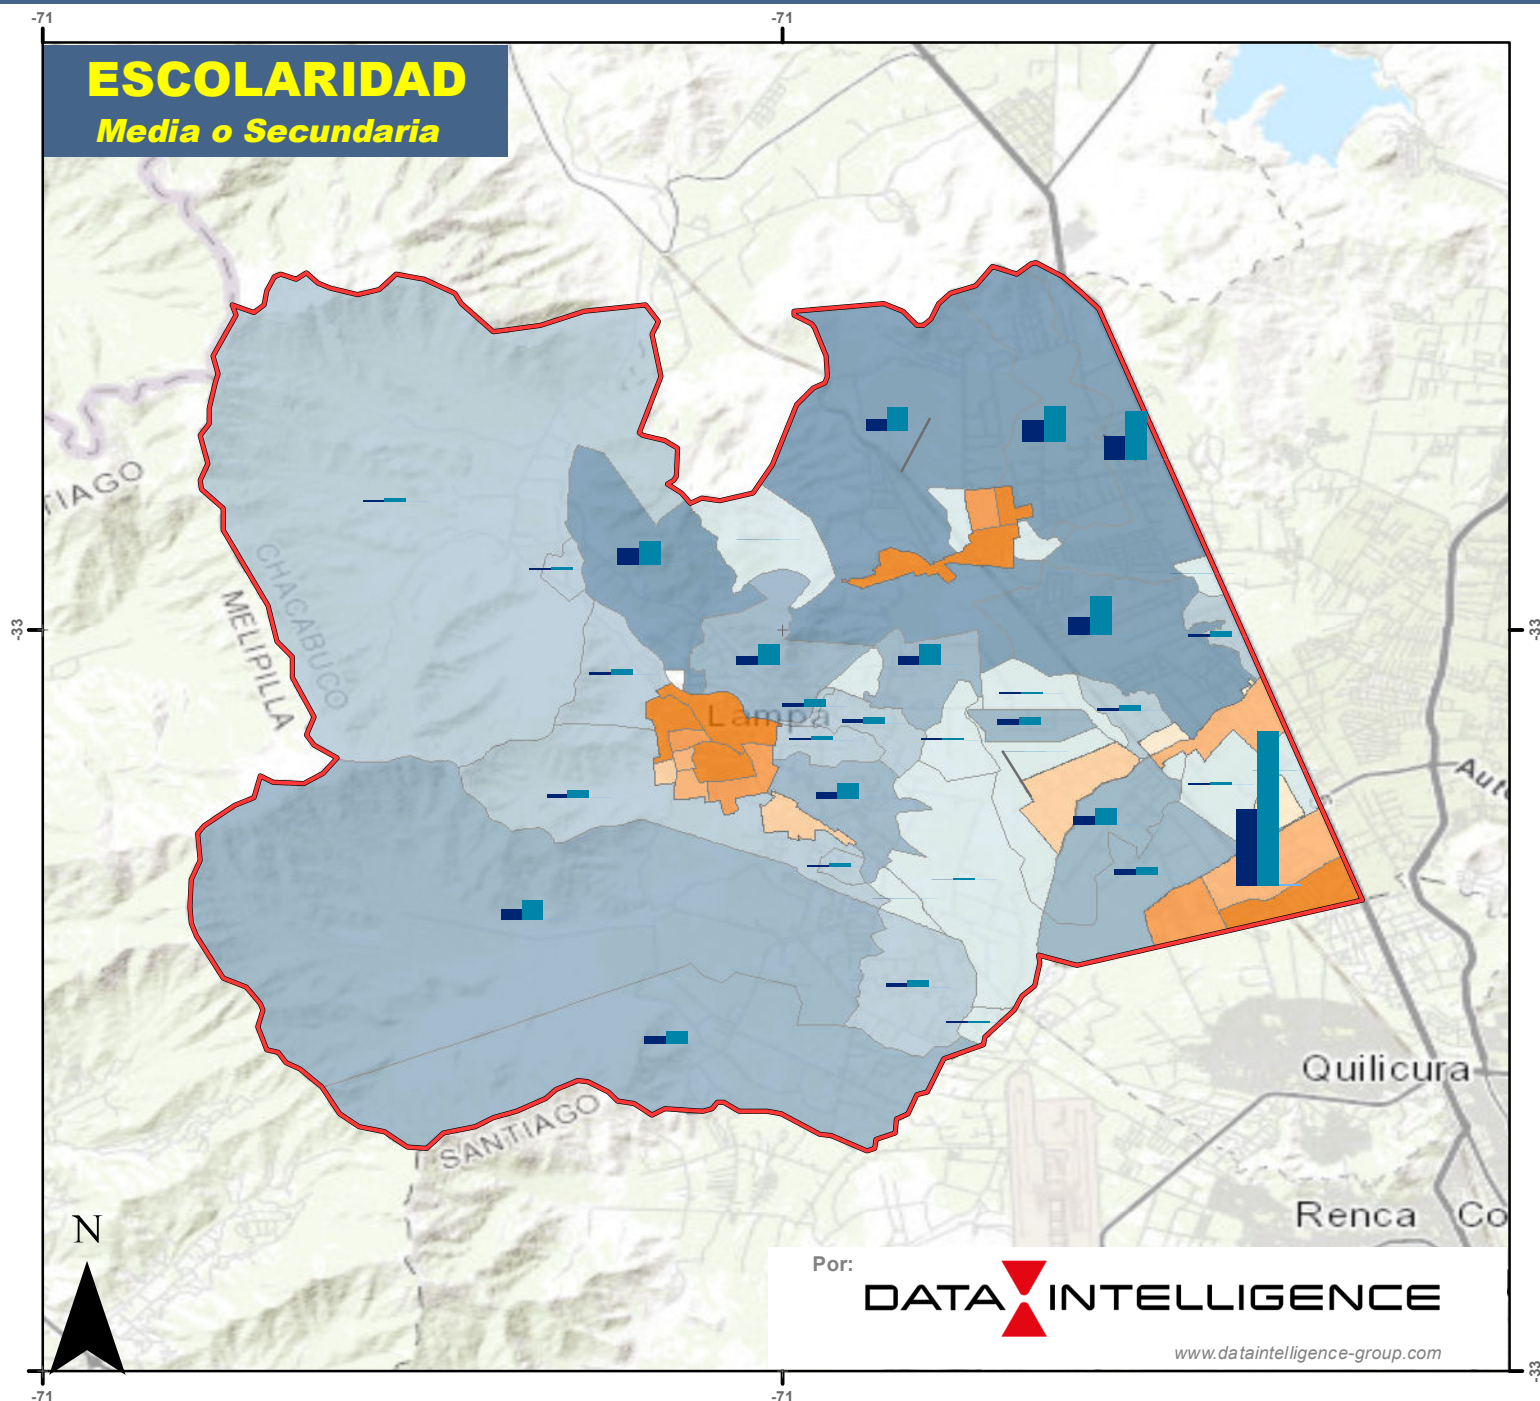 -71
-71
ESCOLARIDAD
Media o Secundaria
TIAGO
CHACABUCO
MELIPILLA
-33
-33
Lampa
Auto
SANTIAGO
Quilicura
Renca
Co
N
Por:
DATA INTELLIGENCE
www.dataintelligence-group.com
-33
-71
-71